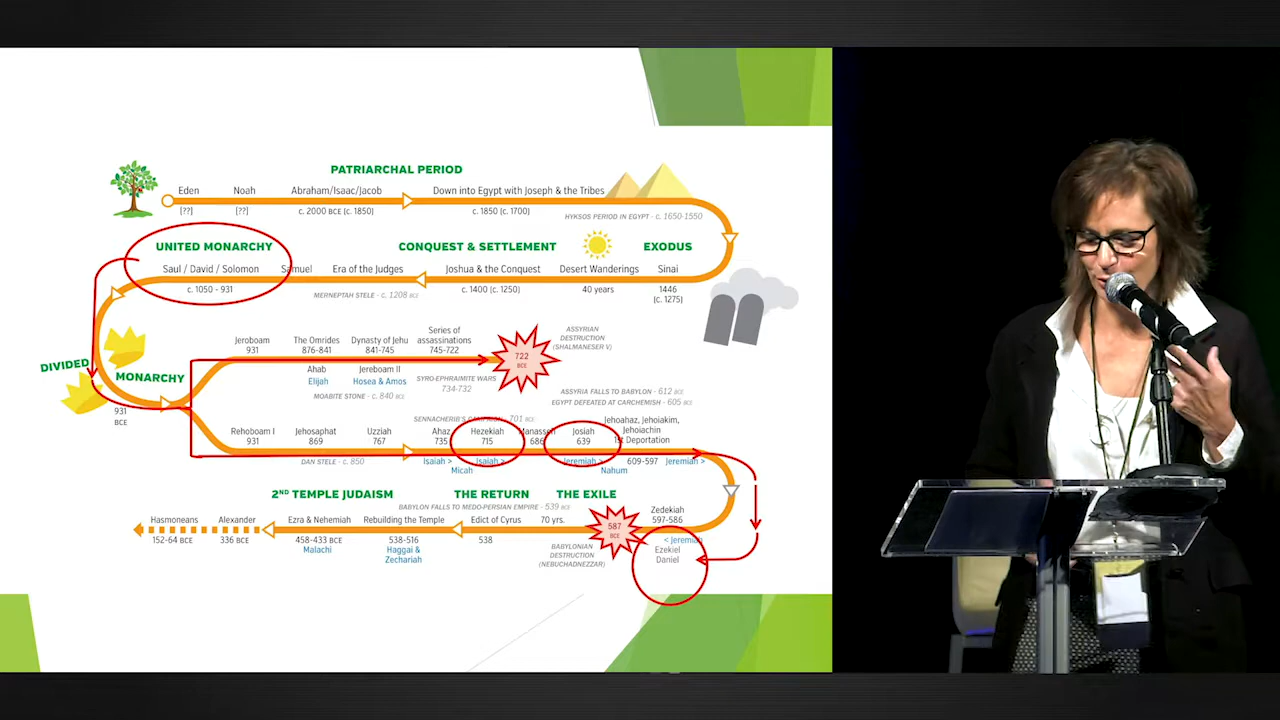 PATRIARCHAL PERIOD
Eden Noah Abraham/Isaac/Jacob Down into Egypt with Joseph & the Tribes
[??] [??] c. 2000 BCE (c. 1850) c. 1850 (c. 1700)
HYKSOS PERIOD IN EGYPT - c. 1650-1550
UNITED MONARCHY CONQUEST & SETTLEMENT EXODUS
Saul / David / Solomon Samuel Era of the Judges Joshua & the Conquest Desert Wanderings Sinai
c. 1050 - 931 MERNEPTAH STELE - c. 1208 BCE c. 1400 (c. 1250) 40 years 1446
(c. 1275)
DIVIDED
MONARCHY
931
BCE
Jeroboam
931
The Omrides
876-841
Dynasty of Jehu
841-745
Series of
assassinations
745-722
722
BCE
ASSYRIAN
DESTRUCTION
(SHALMANESER V)
Ahab
Elijah
Jereboam II
Hosea & Amos
MOABITE STONE - c. 840 BCE
SYRO-EPHRAIMITE WARS
734-732
ASSYRIA FALLS TO BABYLON - 612 BCE
EGYPT DEFEATED AT CARCHEMISH - 605 BCE
SENNACHERIB'S CAMPAIGN - 701 BCE
Rehoboam I
931
Jehosaphat
869
Uzziah
767
Ahaz
735
Hezekiah
715
Manasseh
686
Josiah
639
Jehoahaz, Jehoiakim,
Jehoiachin
1st Deportation
DAN STELE - c. 850
Isaiah >
Micah
Isaiah >
Jeremiah >
Nahum
609-597
Jeremiah >
2ND TEMPLE JUDAISM THE RETURN THE EXILE
BABYLON FALLS TO MEDO-PERSIAN EMPIRE - 539 BCE
Hasmoneans
152-64 BCE
Alexander
336 BCE
Ezra & Nehemiah
458-433 BCE
Malachi
Rebuilding the Temple
538-516
Haggai &
Zechariah
Edict of Cyrus
538
70 yrs.
587
BCE
BABYLONIAN
DESTRUCTION
(NEBUCHADNEZZAR)
Zedekiah
597-586
< Jeremiah
Ezekiel
Daniel